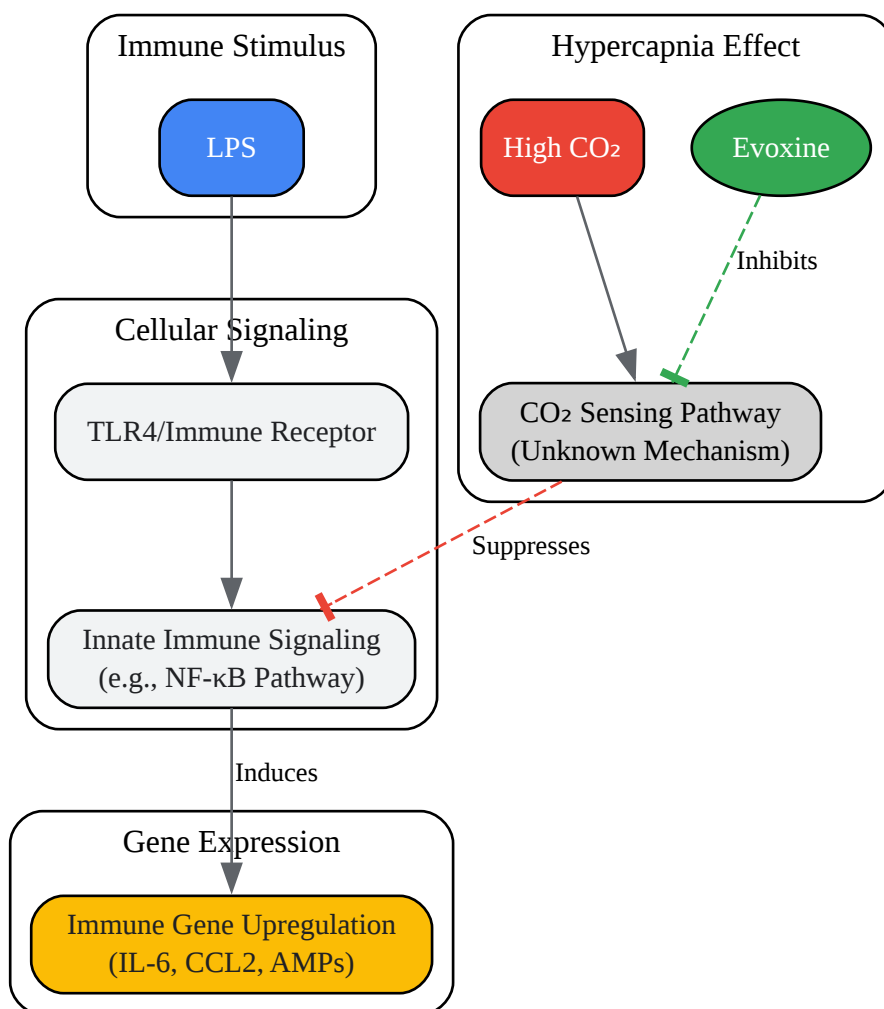 Immune Stimulus
LPS
Hypercapnia Effect
High CO₂
Evoxine
Inhibits
Cellular Signaling
TLR4/Immune Receptor
CO₂ Sensing Pathway
(Unknown Mechanism)
Suppresses
Innate Immune Signaling
(e.g., NF-κB Pathway)
Induces
Gene Expression
Immune Gene Upregulation
(IL-6, CCL2, AMPs)